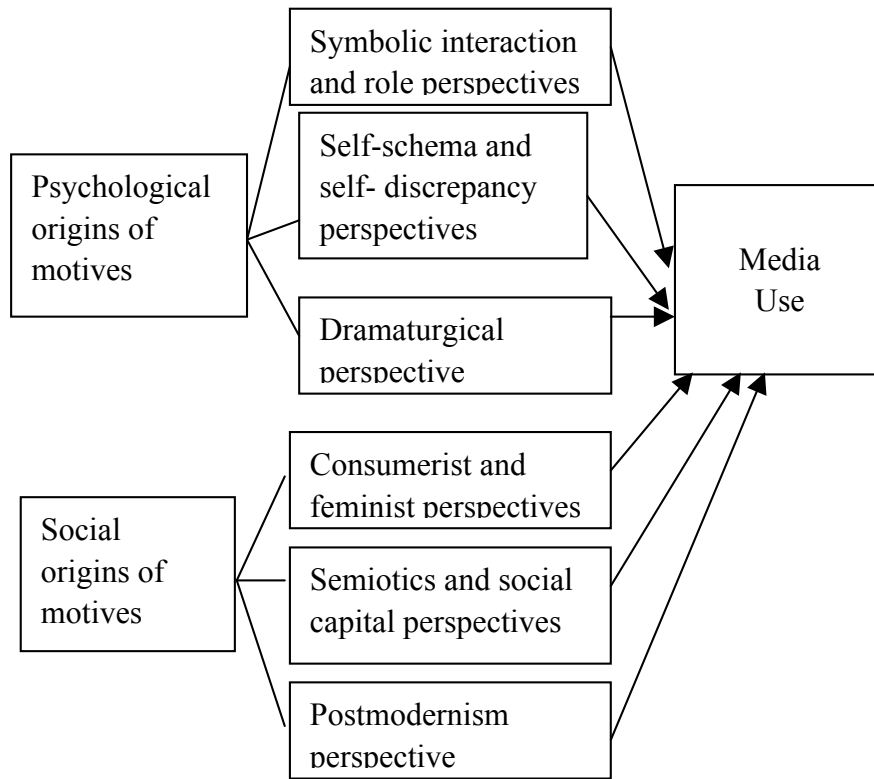 Symbolic interaction
and role perspectives
Self-schema and
self- discrepancy
perspectives
Psychological
origins of
motives
Dramaturgical
perspective
Media
Use
Consumerist and
feminist perspectives
Social
origins of
motives
Semiotics and social
capital perspectives
Postmodernism
perspective